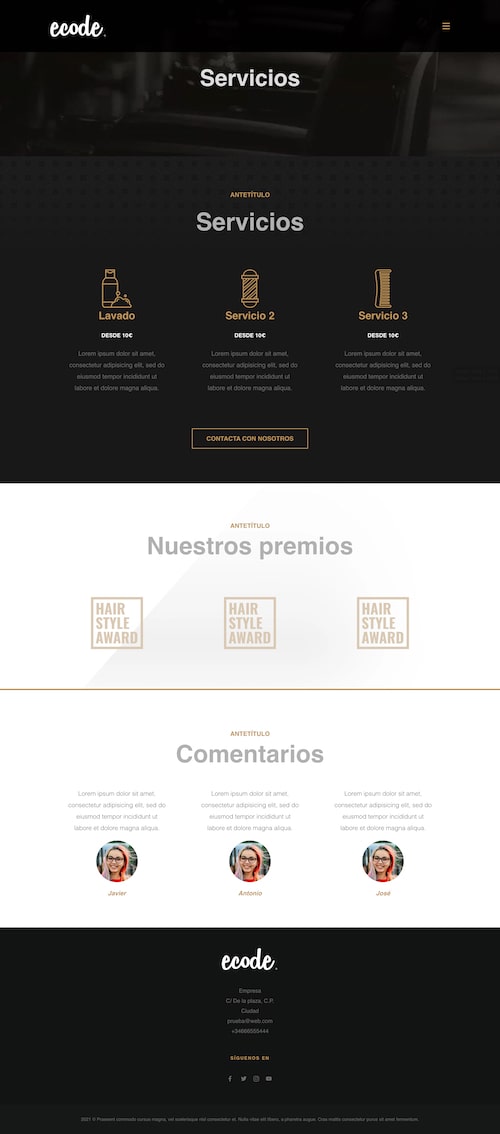 ecode.
Servicios
ANTETÍTULO
Servicios
Lavado
DESDE 10€
Lorem ipsum dolor sit amet,
consectetur adipisicing elit, sed do
eiusmod tempor incididunt ut
labore et dolore magna aliqua.
Servicio 2
DESDE 10€
Lorem ipsum dolor sit amet,
consectetur adipisicing elit, sed do
eiusmod tempor incididunt ut
labore et dolore magna aliqua.
Servicio 3
DESDE 10€
Lorem ipsum dolor sit amet,
consectetur adipisicing elit, sed do
eiusmod tempor incididunt ut
labore et dolore magna aliqua.
CONTACTA CON NOSOTROS
ANTETÍTULO
Nuestros premios
HAIR
STYLE
AWARD
HAIR
STYLE
AWARD
HAIR
STYLE
AWARD
ANTETÍTULO
Comentarios
Lorem ipsum dolor sit amet,
consectetur adipisicing elit, sed do
eiusmod tempor incididunt ut
labore et dolore magna aliqua.
Javier
Lorem ipsum dolor sit amet,
consectetur adipisicing elit, sed do
eiusmod tempor incididunt ut
labore et dolore magna aliqua.
Antonio
Lorem ipsum dolor sit amet,
consectetur adipisicing elit, sed do
eiusmod tempor incididunt ut
labore et dolore magna aliqua.
José
ecode.
Empresa
C/ De la plaza, C.P.
Ciudad
prueba@web.com
+34666555444
SÍGUENOS EN
2021 © Praesent commodo cursus magna, vel scelerisque nisl consectetur et. Nulla vitae elit libero, a pharetra augue. Cras mattis consectetur purus sit amet fermentum.